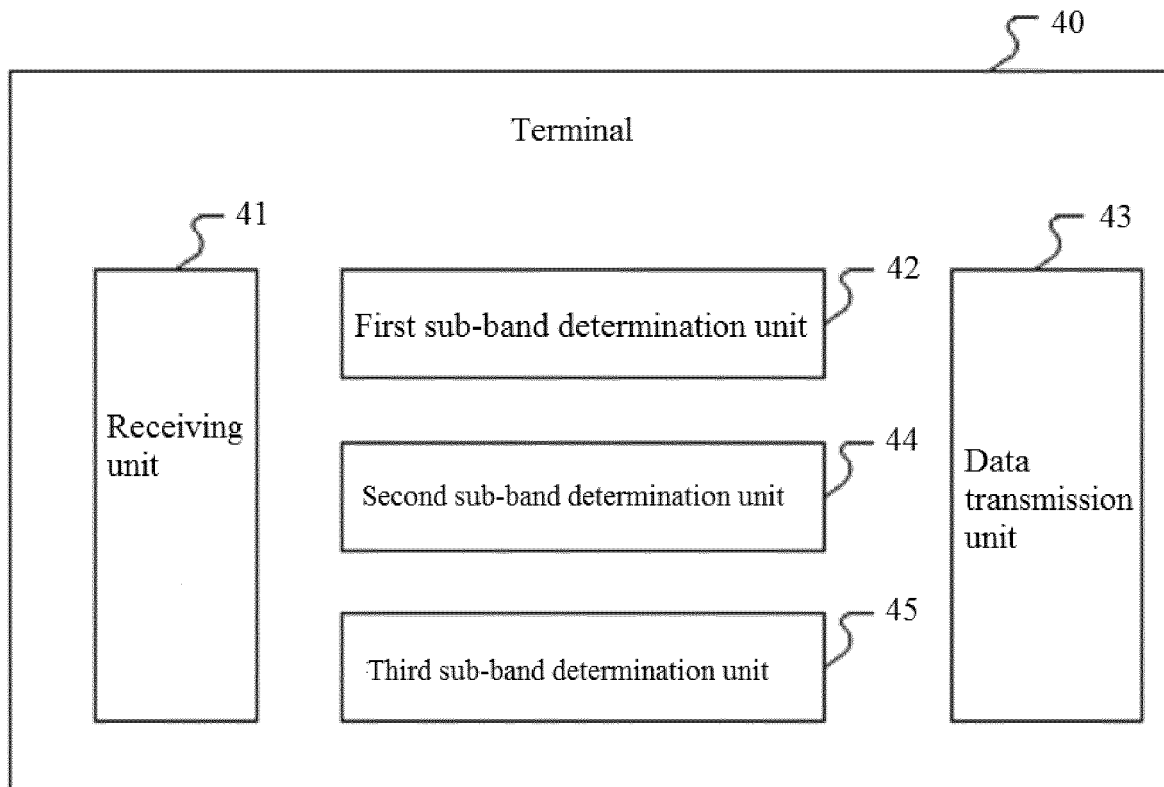 40
Terminal
41
43
42
First sub-band determination unit
Receiving
unit
44
Second sub-band determination unit
Data
transmission
unit
45
Third sub-band determination unit